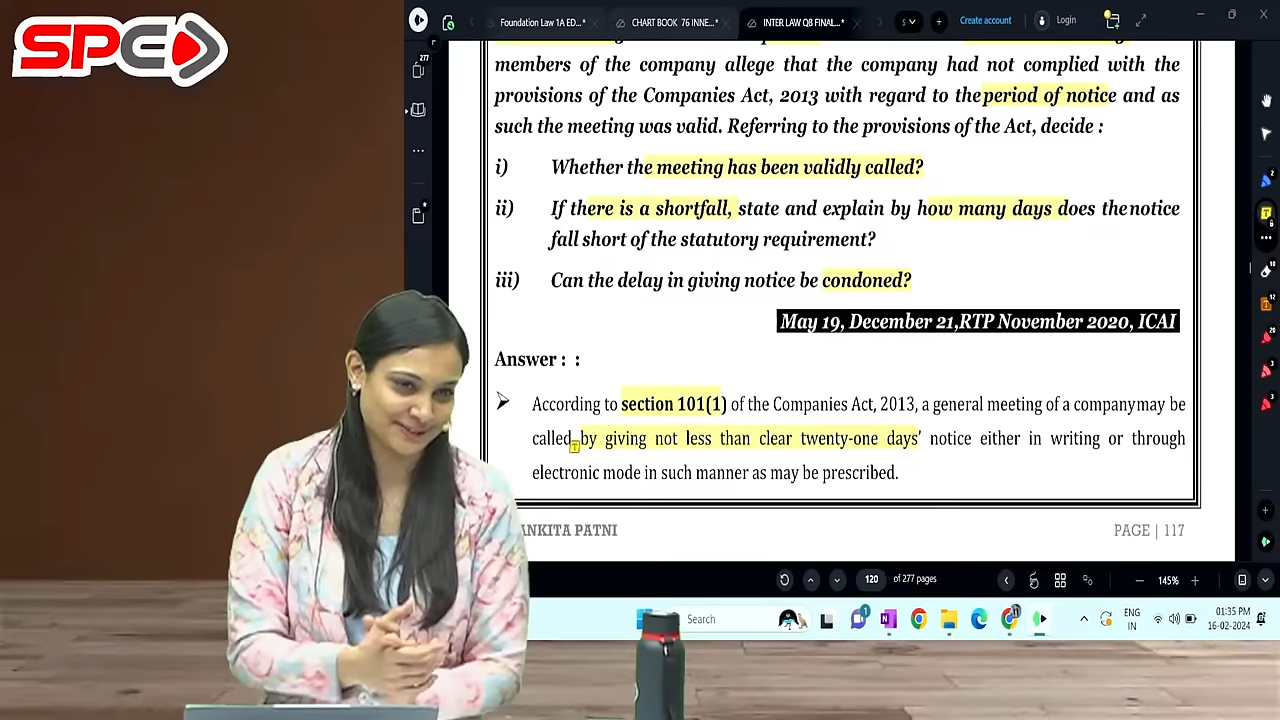 SPC
Foundation Law 1A ED...*
CHART BOOK 76 INNE...*
INTER LAW QB FINAL...*
5
Create account
Login
277
members of the company allege that the company had not complied with the
provisions of the Companies Act, 2013 with regard to the period of notice and as
such the meeting was valid. Referring to the provisions of the Act, decide :
i) Whether the meeting has been validly called?
ii) If there is a shortfall, state and explain by how many days does the notice
fall short of the statutory requirement?
iii) Can the delay in giving notice be condoned?
May 19, December 21,RTP November 2020, ICAI
Answer : :
According to section 101(1) of the Companies Act, 2013, a general meeting of a company may be
called by giving not less than clear twenty-one days' notice either in writing or through
electronic mode in such manner as may be prescribed.
ANKITA PATNI
PAGE | 117
120 of 277 pages
145%
Search
ENG
IN
01:35 PM
16-02-2024